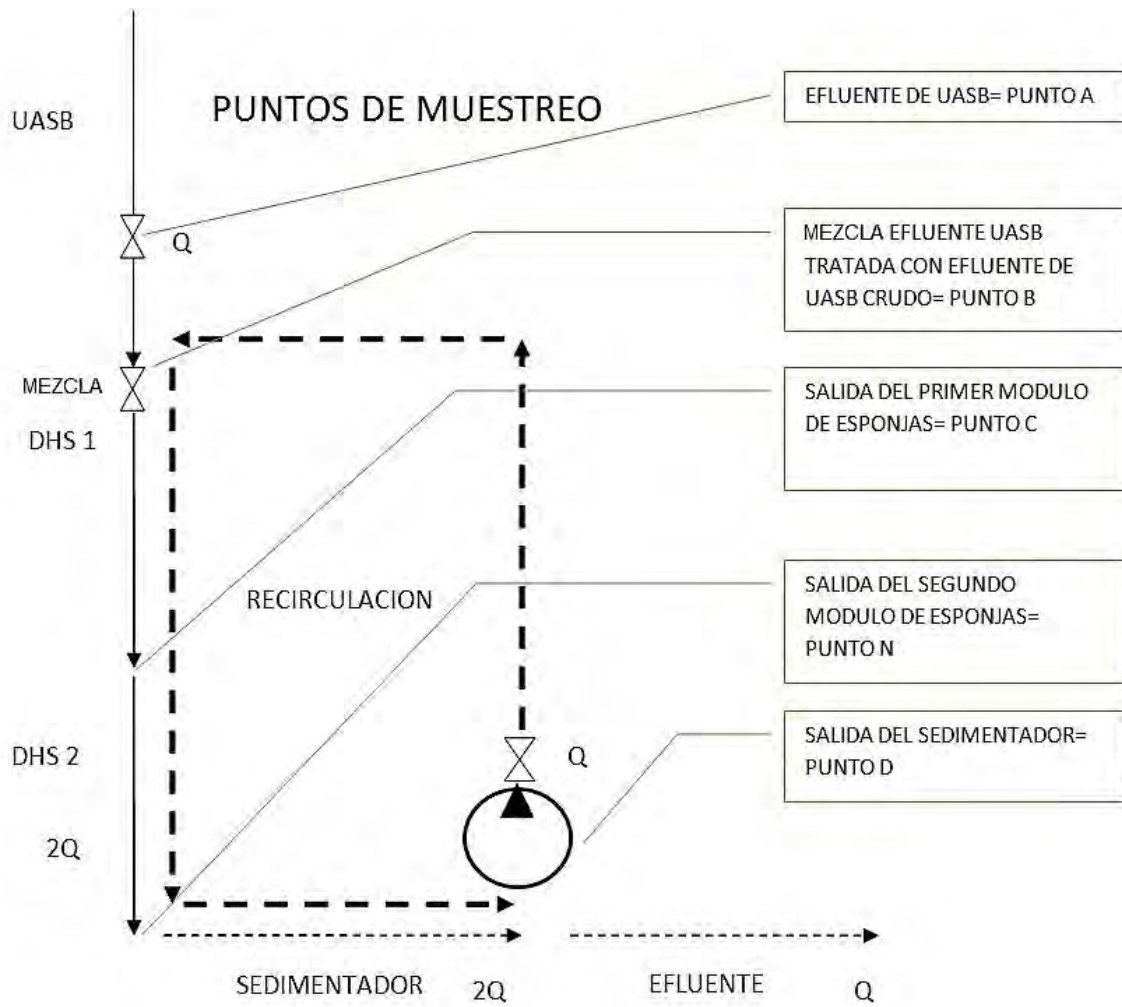 PUNTOS DE MUESTREO
UASB
Q
MEZCLA
DHS 1
RECIRCULACION
DHS 2
2Q
Q
SEDIMENTADOR
2Q
EFLUENTE
Q
EFLUENTE DE UASB= PUNTO A
MEZCLA EFLUENTE UASB
TRATADA CON EFLUENTE DE
UASB CRUDO= PUNTO B
SALIDA DEL PRIMER MODULO
DE ESPONJAS= PUNTO C
SALIDA DEL SEGUNDO
MODULO DE ESPONJAS=
PUNTO N
SALIDA DEL SEDIMENTADOR=
PUNTO D